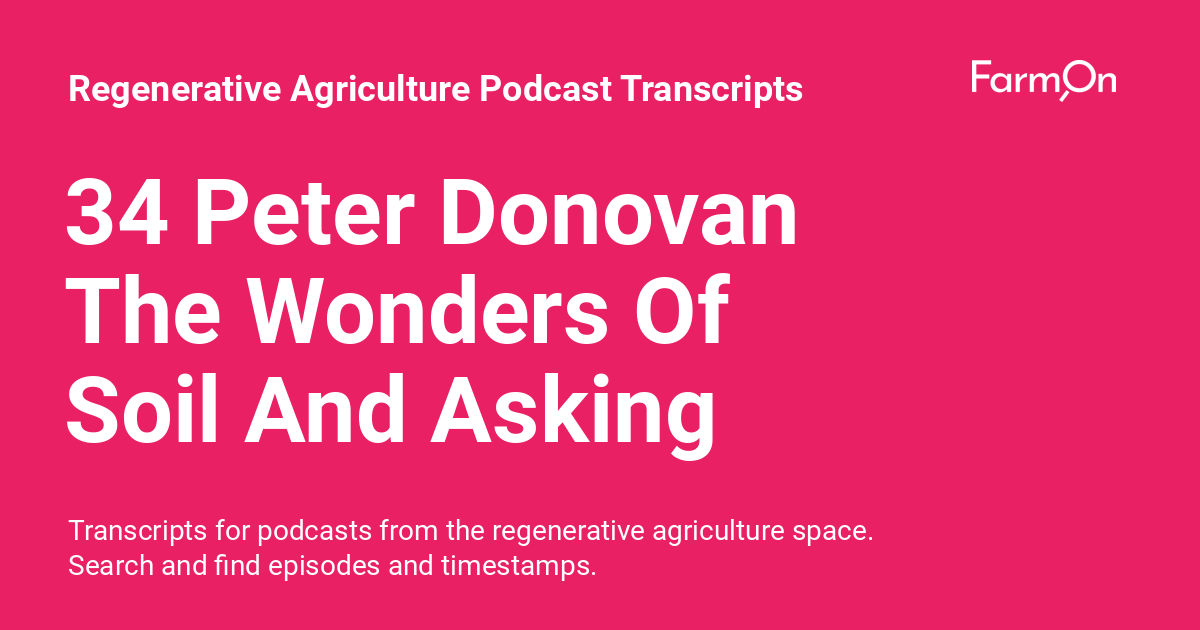 Regenerative Agriculture Podcast Transcripts
FarmOn
34 Peter Donovan
The Wonders Of
Soil And Asking
Transcripts for podcasts from the regenerative agriculture space.
Search and find episodes and timestamps.